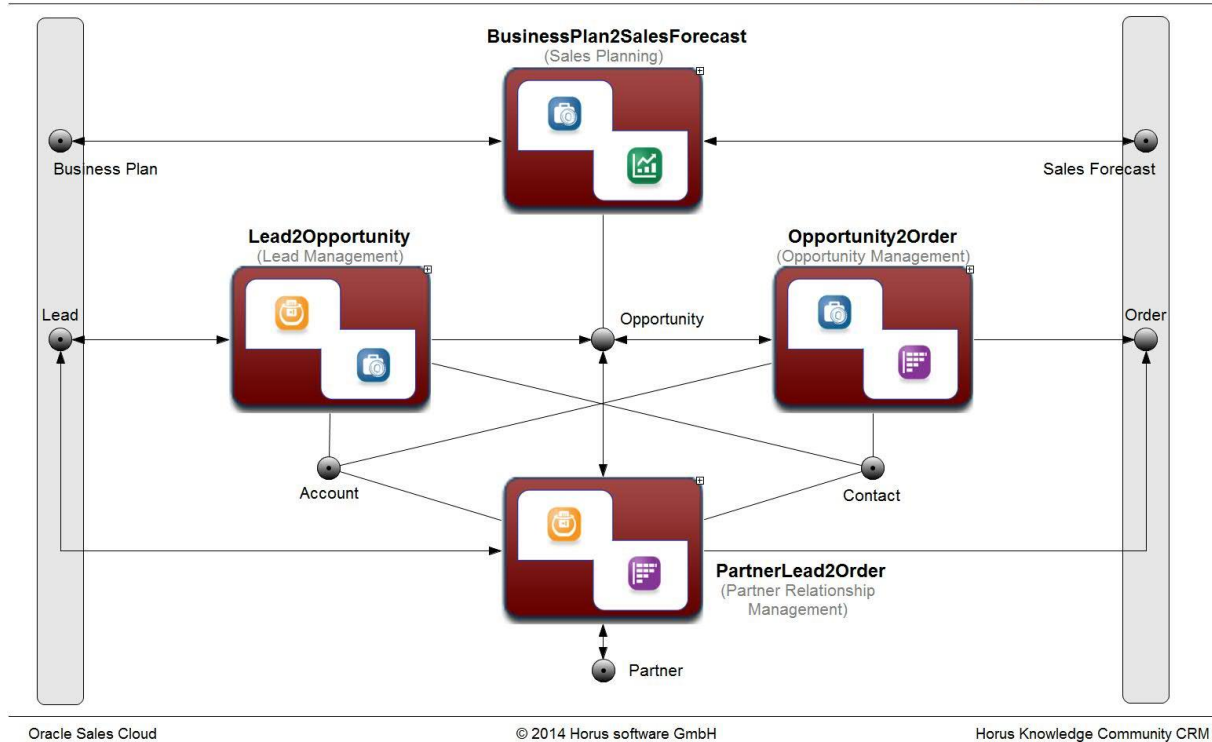 BusinessPlan2SalesForecast
(Sales Planning)
Business Plan
Sales Forecast
Lead2Opportunity
(Lead Management)
Opportunity2Order
(Opportunity Management)
Lead
Opportunity
Order
Account
Contact
PartnerLead2Order
(Partner Relationship
Management)
Partner
Oracle Sales Cloud
© 2014 Horus software GmbH
Horus Knowledge Community CRM